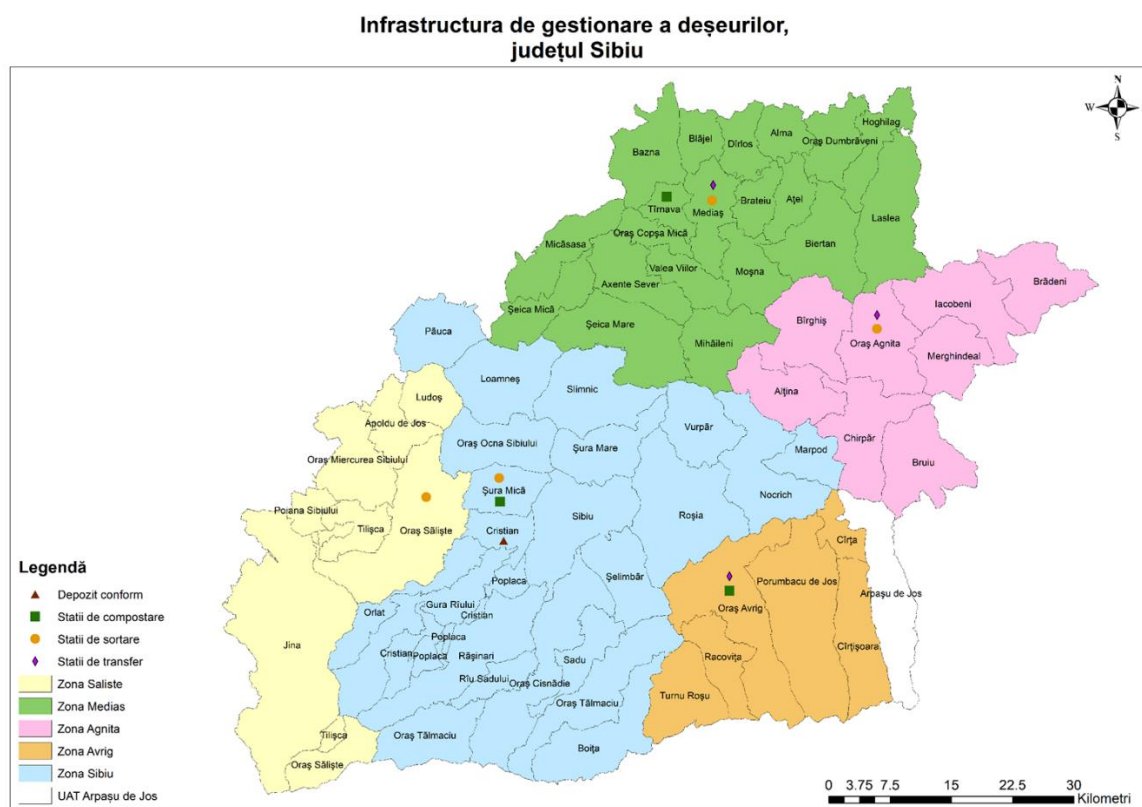 Infrastructura de gestionare a deșeurilor,
județul Sibiu
N
W
S
Hoghilag
Alma
Blăjel
Dîrlos
Oraș Dumbrăveni
Bazna
Tîrnava
Mediaș
Brateiu
Ațel
Laslea
Oraș Copșa Mică
Micăsasa
Biertan
Valea Viilor
Moșna
Axente Sever
Brădeni
Iacobeni
Șeica Mică
Șeica Mare
Bîrghiș
Păuca
Mihăileni
Oraș Agnita
Merghindeal
Loamneș
Slimnic
Alțina
Ludoș
Apoldu de Jos
Vurpăr
Oraș Ocna Sibiului
Șura Mare
Chirpăr
Marpod
Oraș Miercurea Sibiului
Bruiu
Șura Mică
Nocrich
Poiana Sibiului
Sibiu
Roșia
Tilișca
Oraș Săliște
Cristian
Cîrța
Legendă
Poplaca
Șelimbăr
Porumbacu de Jos
Arpașu de Jos
Depozit conform
Gura Rîului
Oraș Avrig
Statii de compostare
Orlat
Cristian
Statii de sortare
Poplaca
Jina
Cristian
Poplaca
Rășinari
Sadu
Racovița
Cîrțișoara
Statii de transfer
Rîu Sadului
Oraș Cisnădie
Zona Saliste
Turnu Roșu
Oraș Tălmaciu
Zona Medias
Tilișca
Oraș Tălmaciu
Zona Agnita
Boița
Zona Avrig
Oraș Săliște
Zona Sibiu
UAT Arpașu de Jos
0 3.75 7.5 15 22.5 30
Kilometri